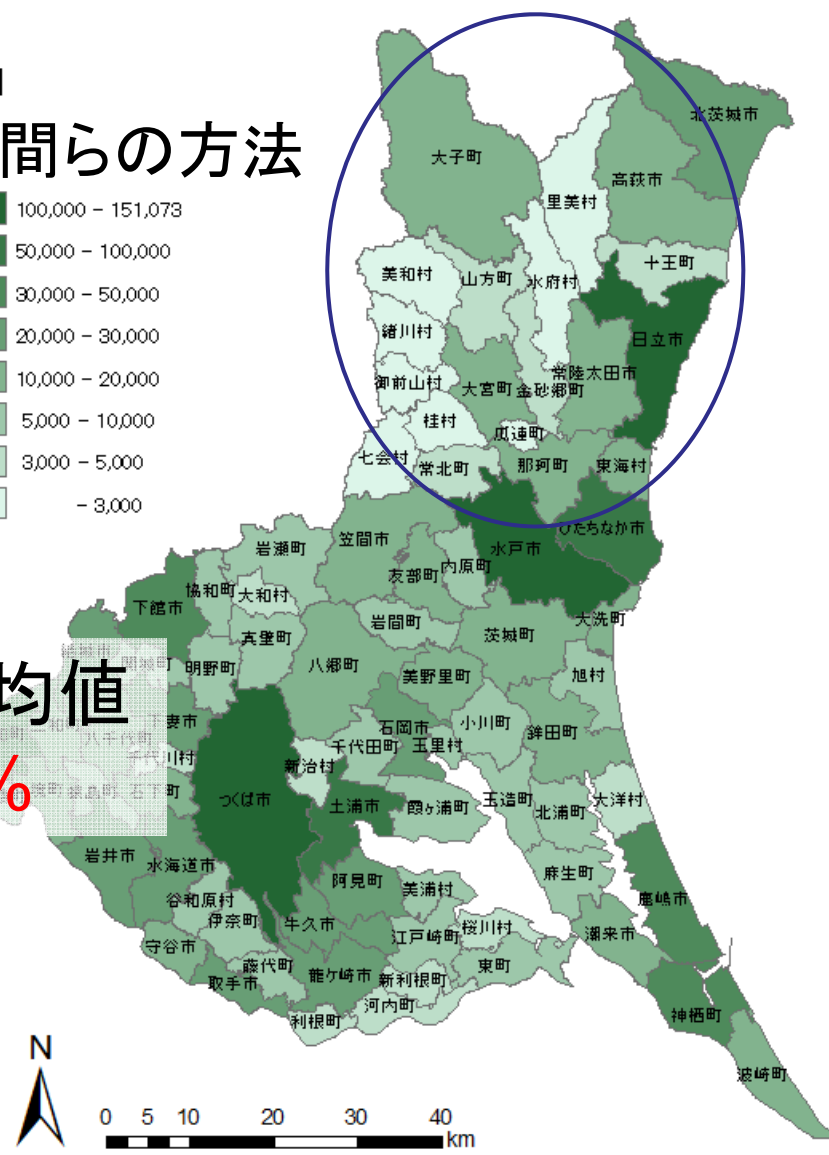 間らの方法
100,000 - 151,073
50,000 - 100,000
30,000 - 50,000
20,000 - 30,000
10,000 - 20,000
5,000 - 10,000
3,000 - 5,000
- 3,000
北茨城市
大子町
高萩市
里美村
十王町
美和村
山方町
水府村
緒川村
日立市
御前山村
大宮町
金砂郷町
常陸太田市
桂村
瓜連町
七会村
常北町
那珂町
東海村
ひたちなか市
水戸市
笠間市
岩瀬町
友部町
内原町
協和町
大和村
下館市
岩間町
大洗町
真壁町
茨城町
明野町
八郷町
美野里町
旭村
均値
下妻市
石岡市
小川町
鉾田町
千代田町
玉里村
千代川村
新治村
%
石下町
つくば市
土浦市
霞ヶ浦町
玉造町
北浦町
大洋村
岩井市
水海道市
阿見町
美浦村
麻生町
谷和原村
鹿嶋市
伊奈町
牛久市
江戸崎町
桜川村
潮来市
守谷市
藤代町
龍ケ崎市
新利根町
東町
取手市
利根町
河内町
神栖町
波崎町
N
0 5 10 20 30 40
km